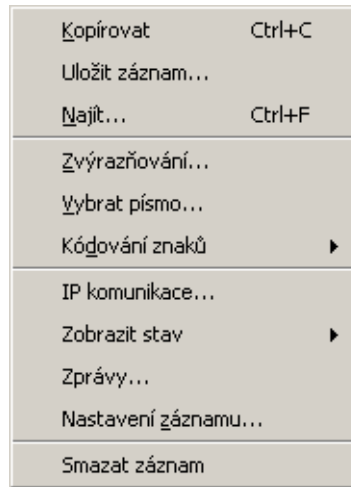 Kopírovat Ctrl+C
Uložit záznam...
Najít... Ctrl+F
Zvýrazňování...
Vybrat písmo...
Kódování znaků
IP komunikace...
Zobrazit stav
Zprávy...
Nastavení záznamu...
Smazat záznam